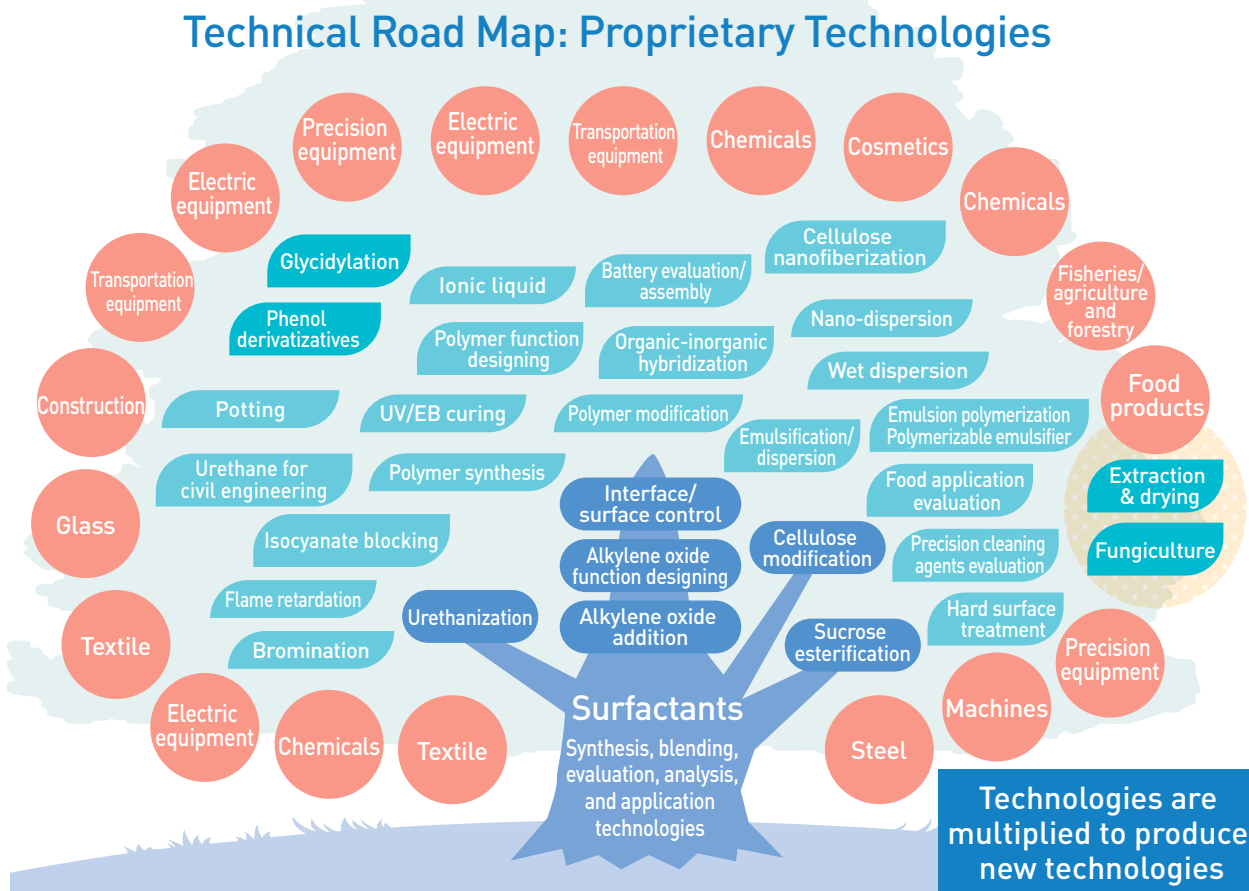 Technical Road Map: Proprietary Technologies
Precision
equipment
Electric
equipment
Transportation
equipment
Chemicals
Cosmetics
Electric
equipment
Chemicals
Transportation
equipment
Fisheries/
agriculture
and
forestry
Construction
Food
products
Glass
Textile
Precision
equipment
Electric
equipment
Chemicals
Textile
Steel
Machines
Glycidylation
Ionic liquid
Battery evaluation/
assembly
Cellulose
nanofiberization
Phenol
derivatizatives
Polymer function
designing
Organic-inorganic
hybridization
Nano-dispersion
Wet dispersion
Potting
UV/EB curing
Polymer modification
Emulsification/
dispersion
Emulsion polymerization
Polymerizable emulsifier
Urethane for
civil engineering
Polymer synthesis
Food application
evaluation
Extraction
& drying
Fungiculture
Isocyanate blocking
Precision cleaning
agents evaluation
Flame retardation
Hard surface
treatment
Bromination
Interface/
surface control
Alkylene oxide
function designing
Alkylene oxide
addition
Cellulose
modification
Urethanization
Sucrose
esterification
Surfactants
Synthesis, blending,
evaluation, analysis,
and application
technologies
Technologies are
multiplied to produce
new technologies